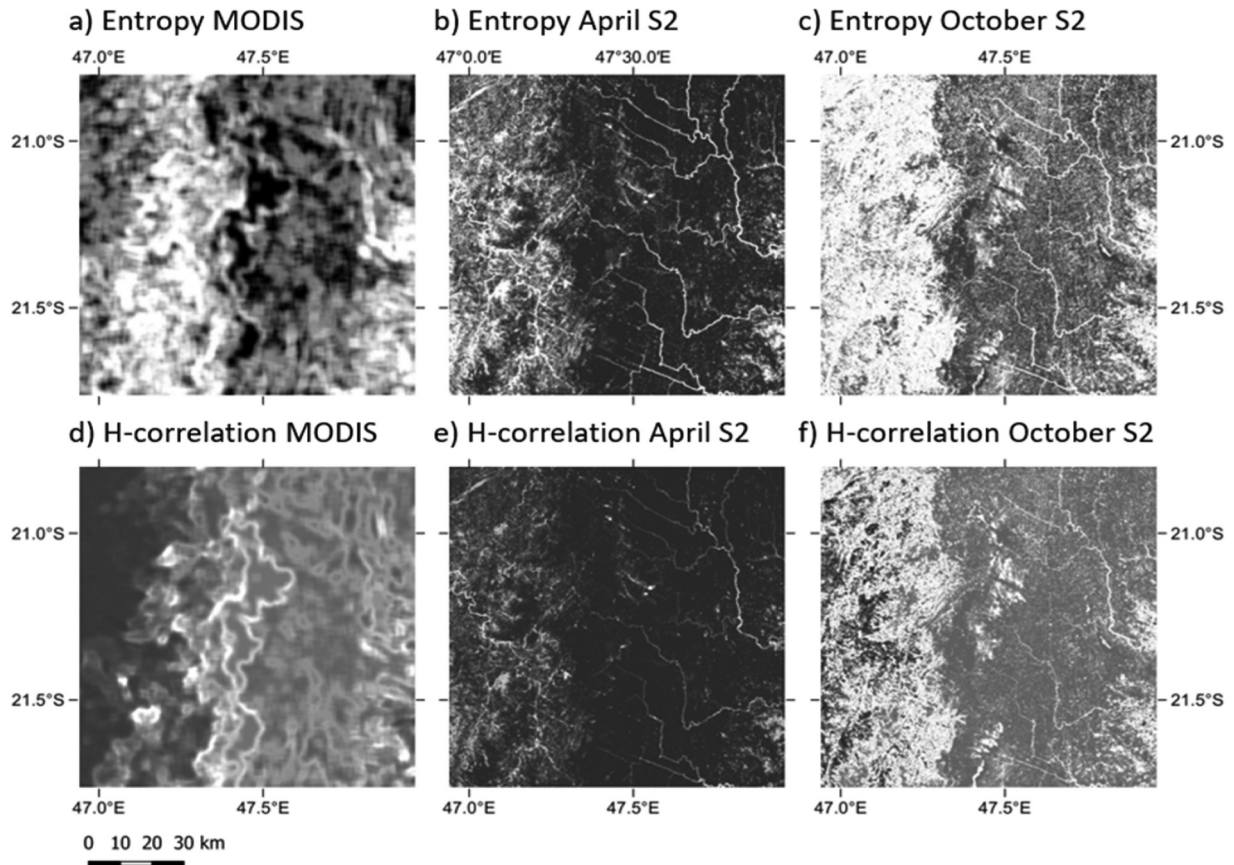 a) Entropy MODIS b) Entropy April S2 c) Entropy October S2
47.0°E 47.5°E 47°0.0'E 47°30.0'E 47.0°E 47.5°E
21.0°S 21.0°S
21.5°S 21.5°S
d) H-correlation MODIS e) H-correlation April S2 f) H-correlation October S2
21.0°S 21.0°S
21.5°S 21.5°S
47.0°E 47.5°E 47.0°E 47.5°E 47.0°E 47.5°E
0 10 20 30 km